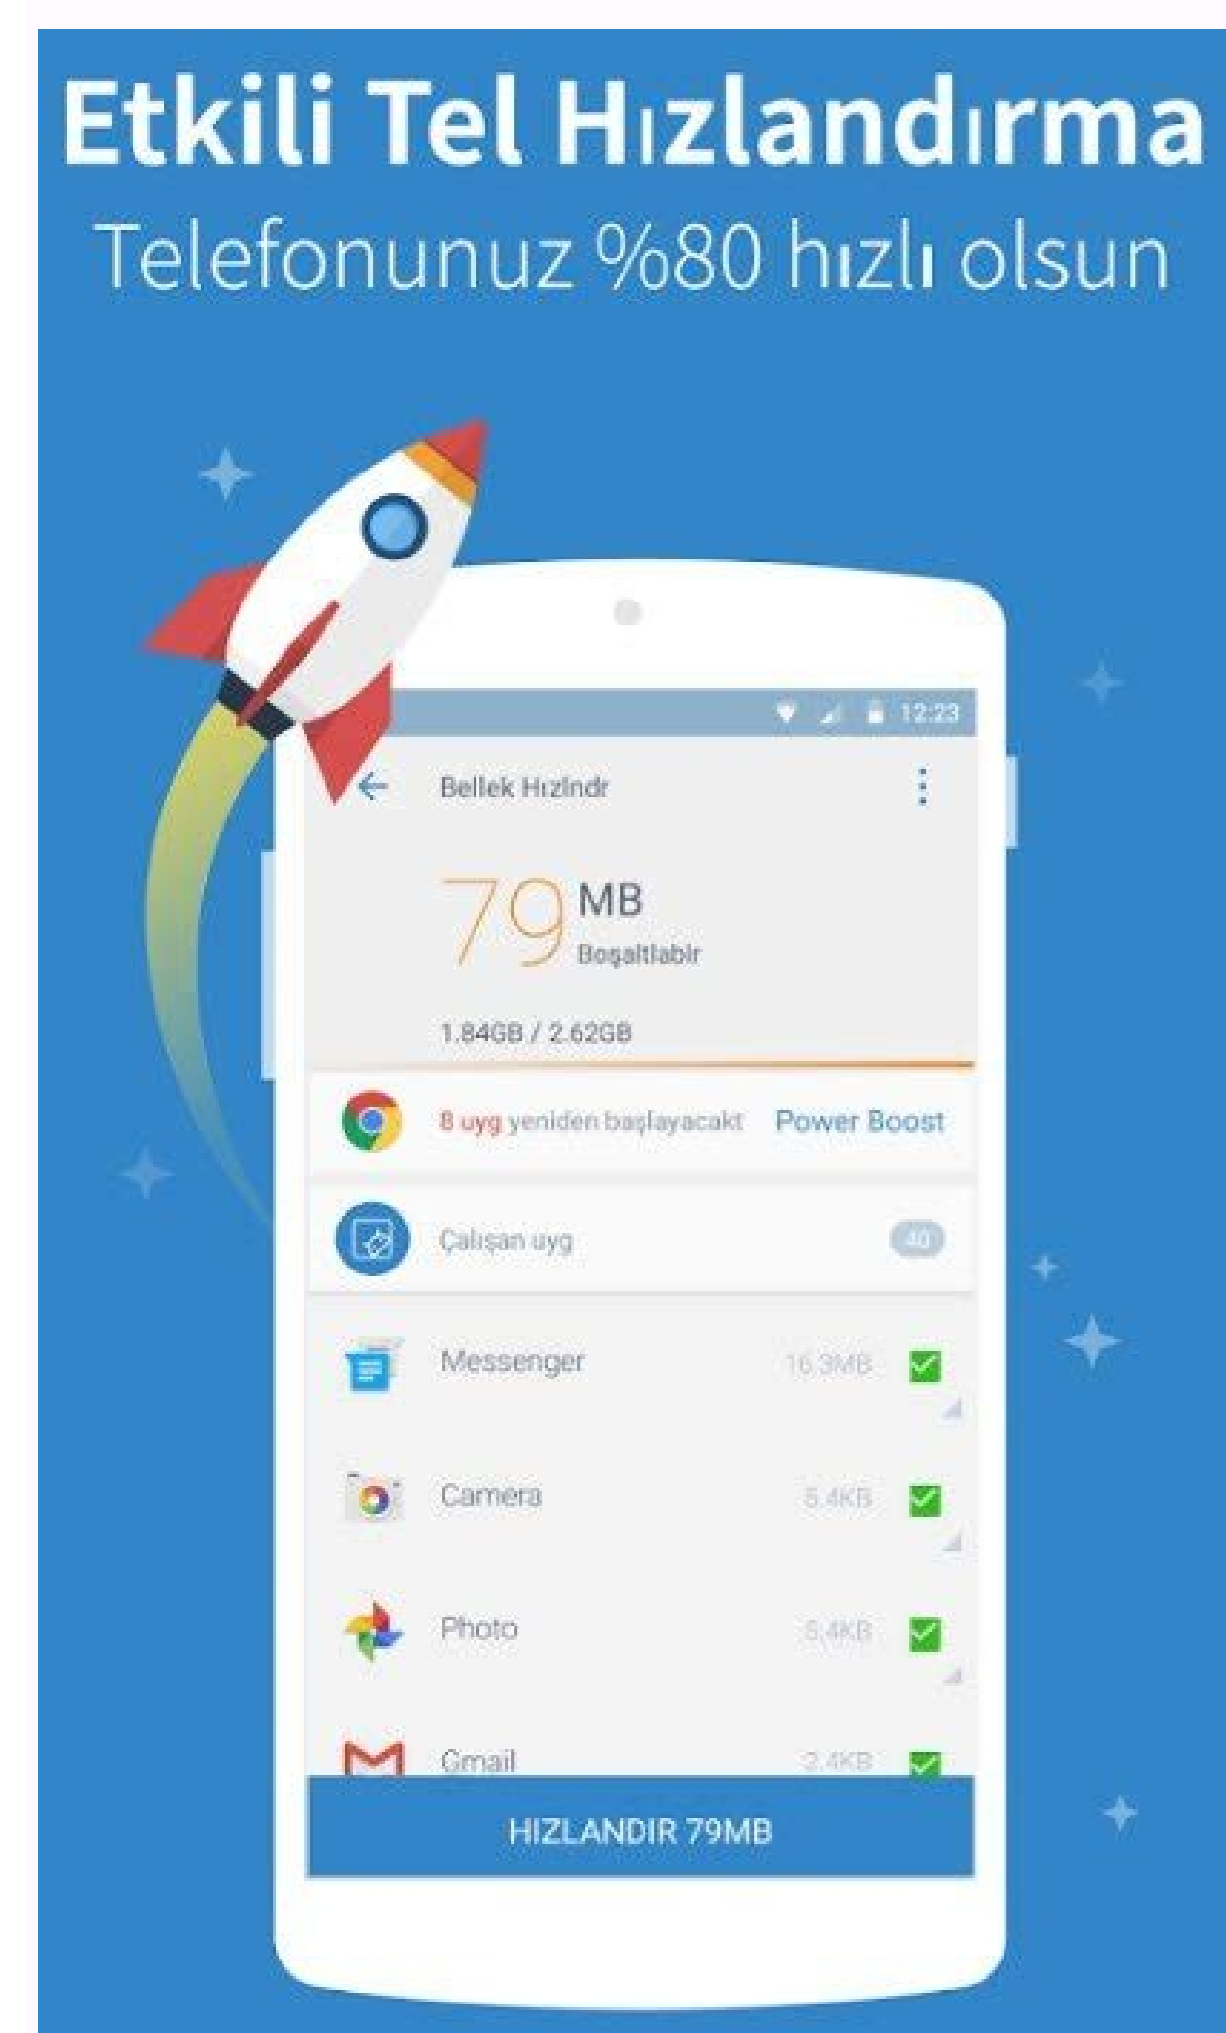 Etkili Tel Hızlandırma
Telefonunuz %80 hızlı olsun
12:23
Bellek Hızlndr
79 MB
Boşaltlablr
1.84GB / 2.62GB
8 uyg yeniden başlayacakt Power Boost
Çalışan uyg 40
Messenger 16.3MB
Camera 5.4KB
Photo 5.4KB
Gmail 2.4KB
HIZLANDIR 79MB